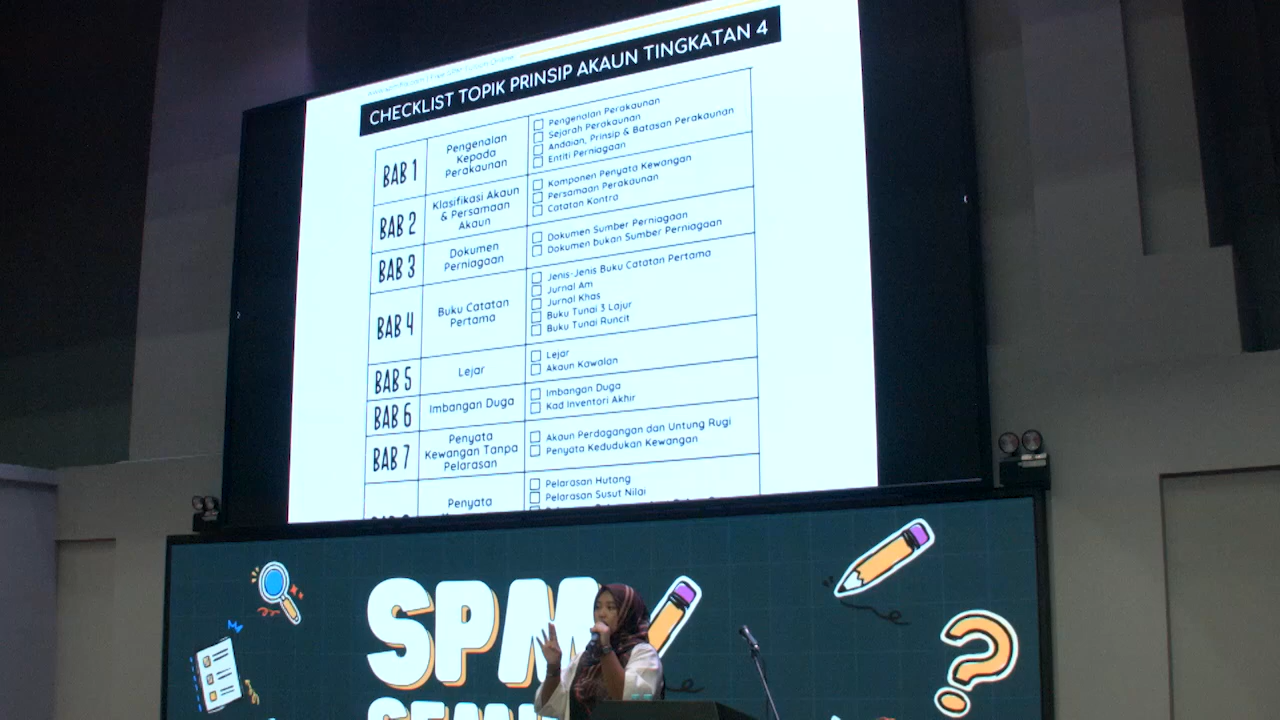 CHECKLIST TOPIK PRINSIP AKAUN TINGKATAN 4
BAB 1
Pengenalan
Kepada
Perakaunan
Pengenalan Perakaunan
Sejarah Perakaunan
Andaian, Prinsip & Batasan Perakaunan
Entiti Perniagaan
BAB 2
Klasifikasi Akaun
& Persamaan
Akaun
Komponen Penyata Kewangan
Persamaan Perakaunan
Catatan Kontra
BAB 3
Dokumen
Perniagaan
Dokumen Sumber Perniagaan
Dokumen bukan Sumber Perniagaan
BAB 4
Buku Catatan
Pertama
Jenis-Jenis Buku Catatan Pertama
Jurnal Am
Jurnal Khas
Buku Tunai 3 Lajur
Buku Tunai Runcit
BAB 5
Lejar
Lejar
Akaun Kawalan
BAB 6
Imbangan Duga
Imbangan Duga
Kad Inventori Akhir
BAB 7
Penyata
Kewangan Tanpa
Pelarasan
Akaun Perdagangan dan Untung Rugi
Penyata Kedudukan Kewangan
Penyata
Pelarasan Hutang
Pelarasan Susut Nilai
SPM